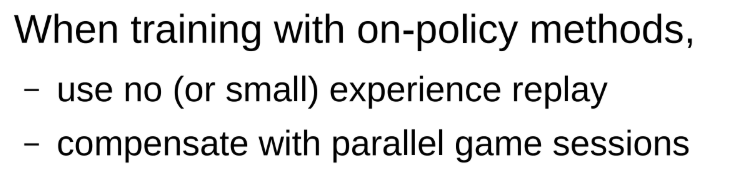 When training with on-policy methods,
– use no (or small) experience replay
– compensate with parallel game sessions